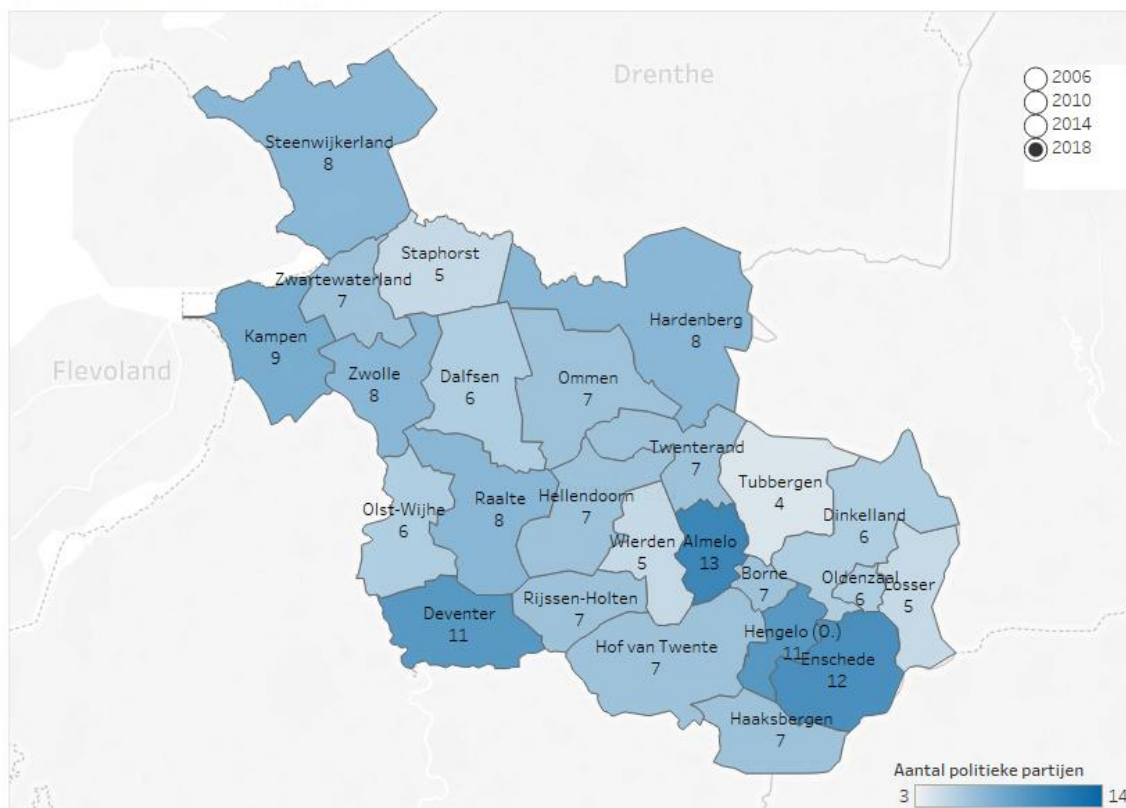 Drenthe
2006
2010
2014
2018
Steenwijkerland
8
Staphorst
5
Zwartewaterland
7
Kampen
9
Hardenberg
8
Flevoland
Zwolle
8
Dalfsen
6
Ommen
7
Twenterand
7
Tubbergen
4
Olst-Wijhe
6
Raalte
8
Hellendoorn
7
Dinkelland
6
Wierden
5
Almelo
13
Borne
7
Oldenzaal
6
Losser
5
Deventer
11
Rijssen-Holten
7
Hof van Twente
7
Hengelo (O.)
11
Enschede
12
Haaksbergen
7
Aantal politieke partijen
3 14